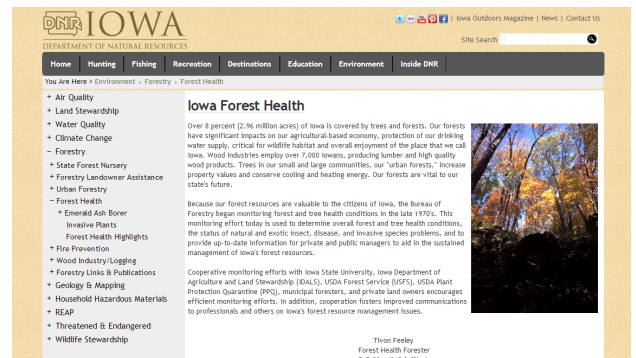 DNR IOWA
DEPARTMENT OF NATURAL RESOURCES
| Iowa Outdoors Magazine | News | Contact Us
Site Search
Home Hunting Fishing Recreation Destinations Education Environment Inside DNR
You Are Here > Environment › Forestry › Forest Health
+ Air Quality
+ Land Stewardship
+ Water Quality
+ Climate Change
− Forestry
+ State Forest Nursery
+ Forestry Landowner Assistance
+ Urban Forestry
− Forest Health
+ Emerald Ash Borer
Invasive Plants
Forest Health Highlights
+ Fire Prevention
+ Wood Industry/Logging
+ Forestry Links & Publications
+ Geology & Mapping
+ Household Hazardous Materials
+ REAP
+ Threatened & Endangered
+ Wildlife Stewardship
Iowa Forest Health
Over 8 percent (2.96 million acres) of Iowa is covered by trees and forests. Our forests
have significant impacts on our agricultural-based economy, protection of our drinking
water supply, critical for wildlife habitat and overall enjoyment of the place that we call
Iowa. Wood industries employ over 7,000 Iowans, producing lumber and high quality
wood products. Trees in our small and large communities, our "urban forests," increase
property values and conserve cooling and heating energy. Our forests are vital to our
state's future.
Because our forest resources are valuable to the citizens of Iowa, the Bureau of
Forestry began monitoring forest and tree health conditions in the late 1970's. This
monitoring effort today is used to determine overall forest and tree health conditions,
the status of natural and exotic insect, disease, and invasive species problems, and to
provide up-to-date information for private and public managers to aid in the sustained
management of Iowa's forest resources.
Cooperative monitoring efforts with Iowa State University, Iowa Department of
Agriculture and Land Stewardship (IDALS), USDA Forest Service (USFS), USDA Plant
Protection Quarantine (PPQ), municipal foresters, and private land owners encourages
efficient monitoring efforts. In addition, cooperation fosters improved communications
to professionals and others on Iowa's forest resource management issues.
Tivon Feeley
Forest Health Forester